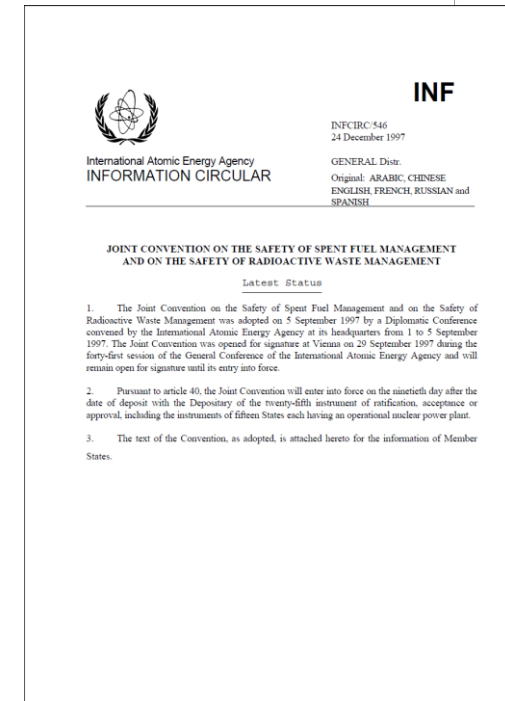 INF
INFCIRC/546
24 December 1997
International Atomic Energy Agency
INFORMATION CIRCULAR
GENERAL Distr.
Original: ARABIC, CHINESE
ENGLISH, FRENCH, RUSSIAN and
SPANISH
JOINT CONVENTION ON THE SAFETY OF SPENT FUEL MANAGEMENT
AND ON THE SAFETY OF RADIOACTIVE WASTE MANAGEMENT
Latest Status
1. The Joint Convention on the Safety of Spent Fuel Management and on the Safety of
Radioactive Waste Management was adopted on 5 September 1997 by a Diplomatic Conference
convened by the International Atomic Energy Agency at its headquarters from 1 to 5 September
1997. The Joint Convention was opened for signature at Vienna on 29 September 1997 during the
forty-first session of the General Conference of the International Atomic Energy Agency and will
remain open for signature until its entry into force.
2. Pursuant to article 40, the Joint Convention will enter into force on the ninetieth day after the
date of deposit with the Depositary of the twenty-fifth instrument of ratification, acceptance or
approval, including the instruments of fifteen States each having an operational nuclear power plant.
3. The text of the Convention, as adopted, is attached hereto for the information of Member
States.